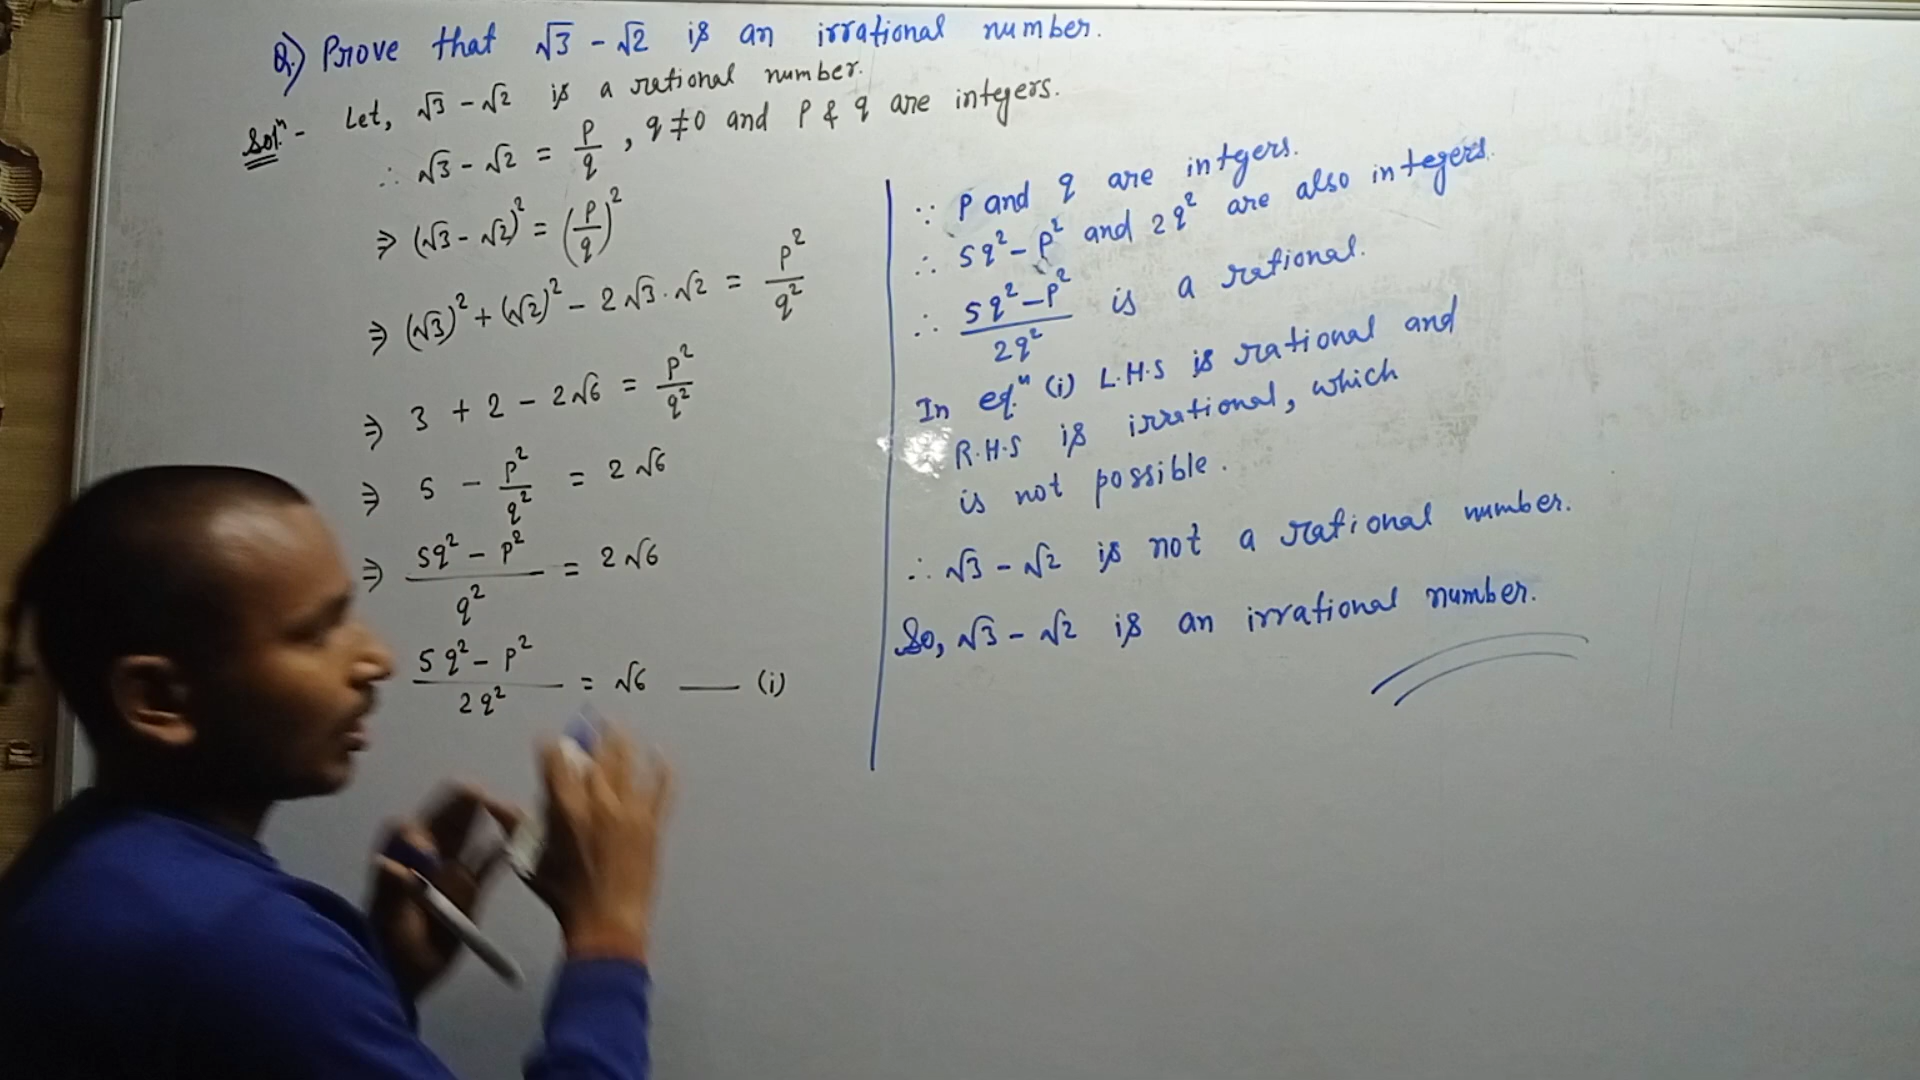 Q.) Prove that √3 - √2 is an irrational number.
Solⁿ- Let, √3 - √2 is a rational number.
∴ √3 - √2 = p/q , q ≠ 0 and p & q are integers.
⇒ (√3 - √2)² = (p/q)²
⇒ (√3)² + (√2)² - 2√3·√2 = p²/q²
⇒ 3 + 2 - 2√6 = p²/q²
⇒ 5 - p²/q² = 2√6
⇒ (5q² - p²)/q² = 2√6
(5q² - p²)/2q² = √6 — (i)
∵ p and q are intgers.
∴ 5q² - p² and 2q² are also integers.
∴ (5q² - p²)/2q² is a rational.
In eqⁿ (i) L.H.S is rational and
R.H.S is irrational, which
is not possible.
∴ √3 - √2 is not a rational number.
So, √3 - √2 is an irrational number.